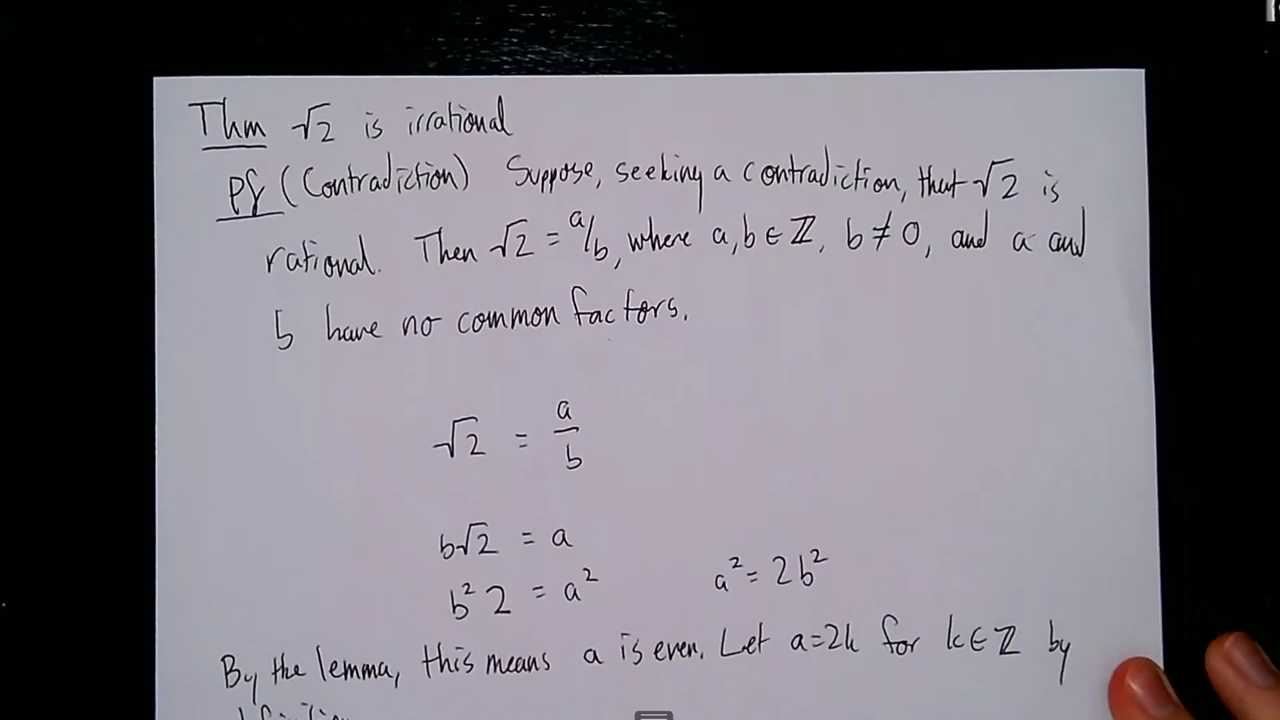 Thm √2 is irrational
Pf (Contradiction) Suppose, seeking a contradiction, that √2 is
rational. Then √2 = a/b, where a, b ∈ ℤ, b ≠ 0, and a and
b have no common factors.
√2 = a/b
b√2 = a
b² 2 = a² a² = 2b²
By the lemma, this means a is even. Let a=2k for k ∈ ℤ by